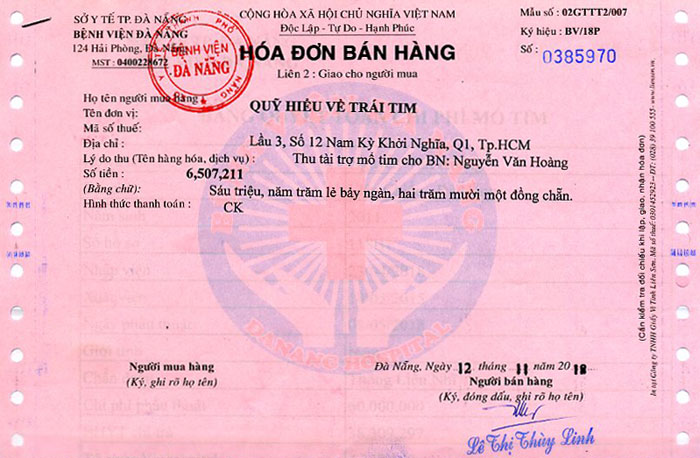 SỞ Y TẾ TP. ĐÀ NẴNG
BỆNH VIỆN ĐÀ NẴNG
124 Hải Phòng, Đà Nẵng
MST : 0400228672
BỆNH VIỆN
ĐÀ NẴNG
CỘNG HÒA XÃ HỘI CHỦ NGHĨA VIỆT NAM
Độc Lập - Tự Do - Hạnh Phúc
HÓA ĐƠN BÁN HÀNG
Liên 2 : Giao cho người mua
Mẫu số : 02GTTT2/007
Ký hiệu : BV/18P
Số : 0385970
Họ tên người mua hàng
Tên đơn vị: QUỸ HIỂU VỀ TRÁI TIM
Mã số thuế:
Địa chỉ : Lầu 3, Số 12 Nam Kỳ Khởi Nghĩa, Q1, Tp.HCM
Lý do thu (Tên hàng hóa, dịch vụ) : Thu tài trợ mổ tim cho BN: Nguyễn Văn Hoàng
Số tiền : 6,507,211
(Bằng chữ): Sáu triệu, năm trăm lẻ bảy ngàn, hai trăm mười một đồng chẵn.
Hình thức thanh toán : CK
DANANG HOSPITAL
Người mua hàng
(Ký, ghi rõ họ tên)
Đà Nẵng, Ngày 12 tháng 11 năm 2018
Người bán hàng
(Ký, đóng dấu, ghi rõ họ tên)
Lê Thị Thùy Linh
(Cần kiểm tra đối chiếu khi lập, giao, nhận hóa đơn)